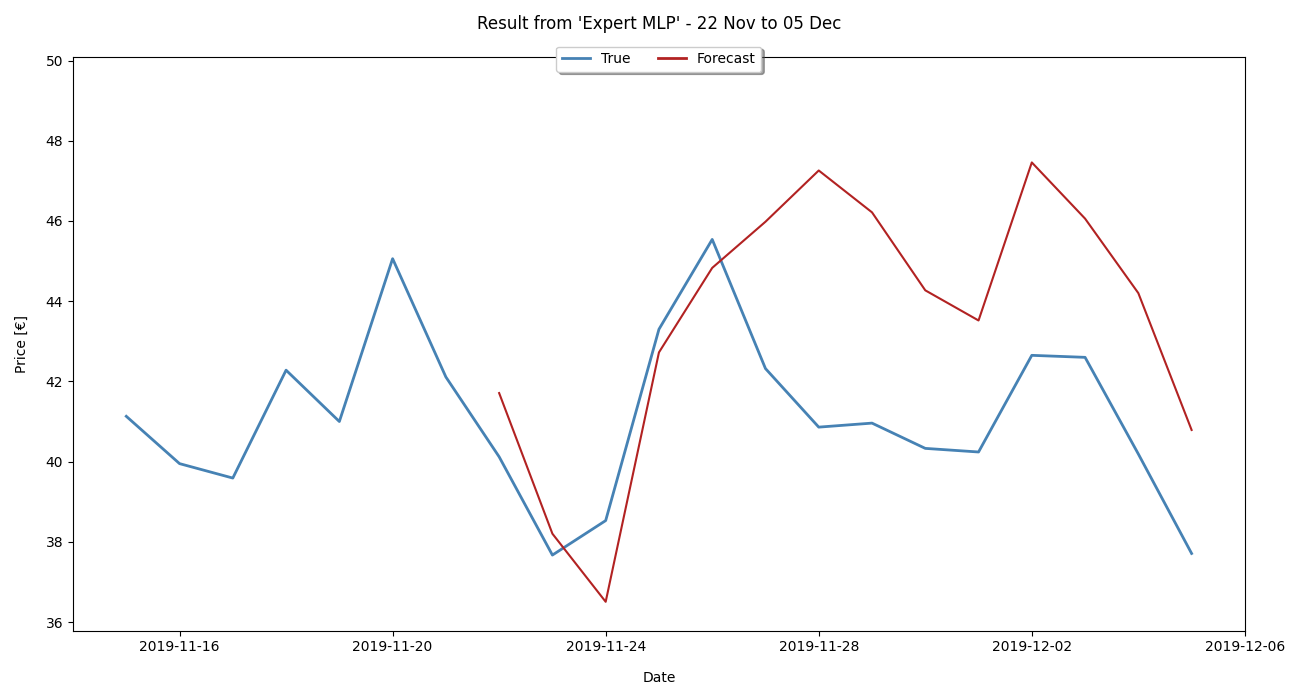 Result from 'Expert MLP' - 22 Nov to 05 Dec
True Forecast
50
48
46
44
42
40
38
36
Price [€]
2019-11-16 2019-11-20 2019-11-24 2019-11-28 2019-12-02 2019-12-06
Date